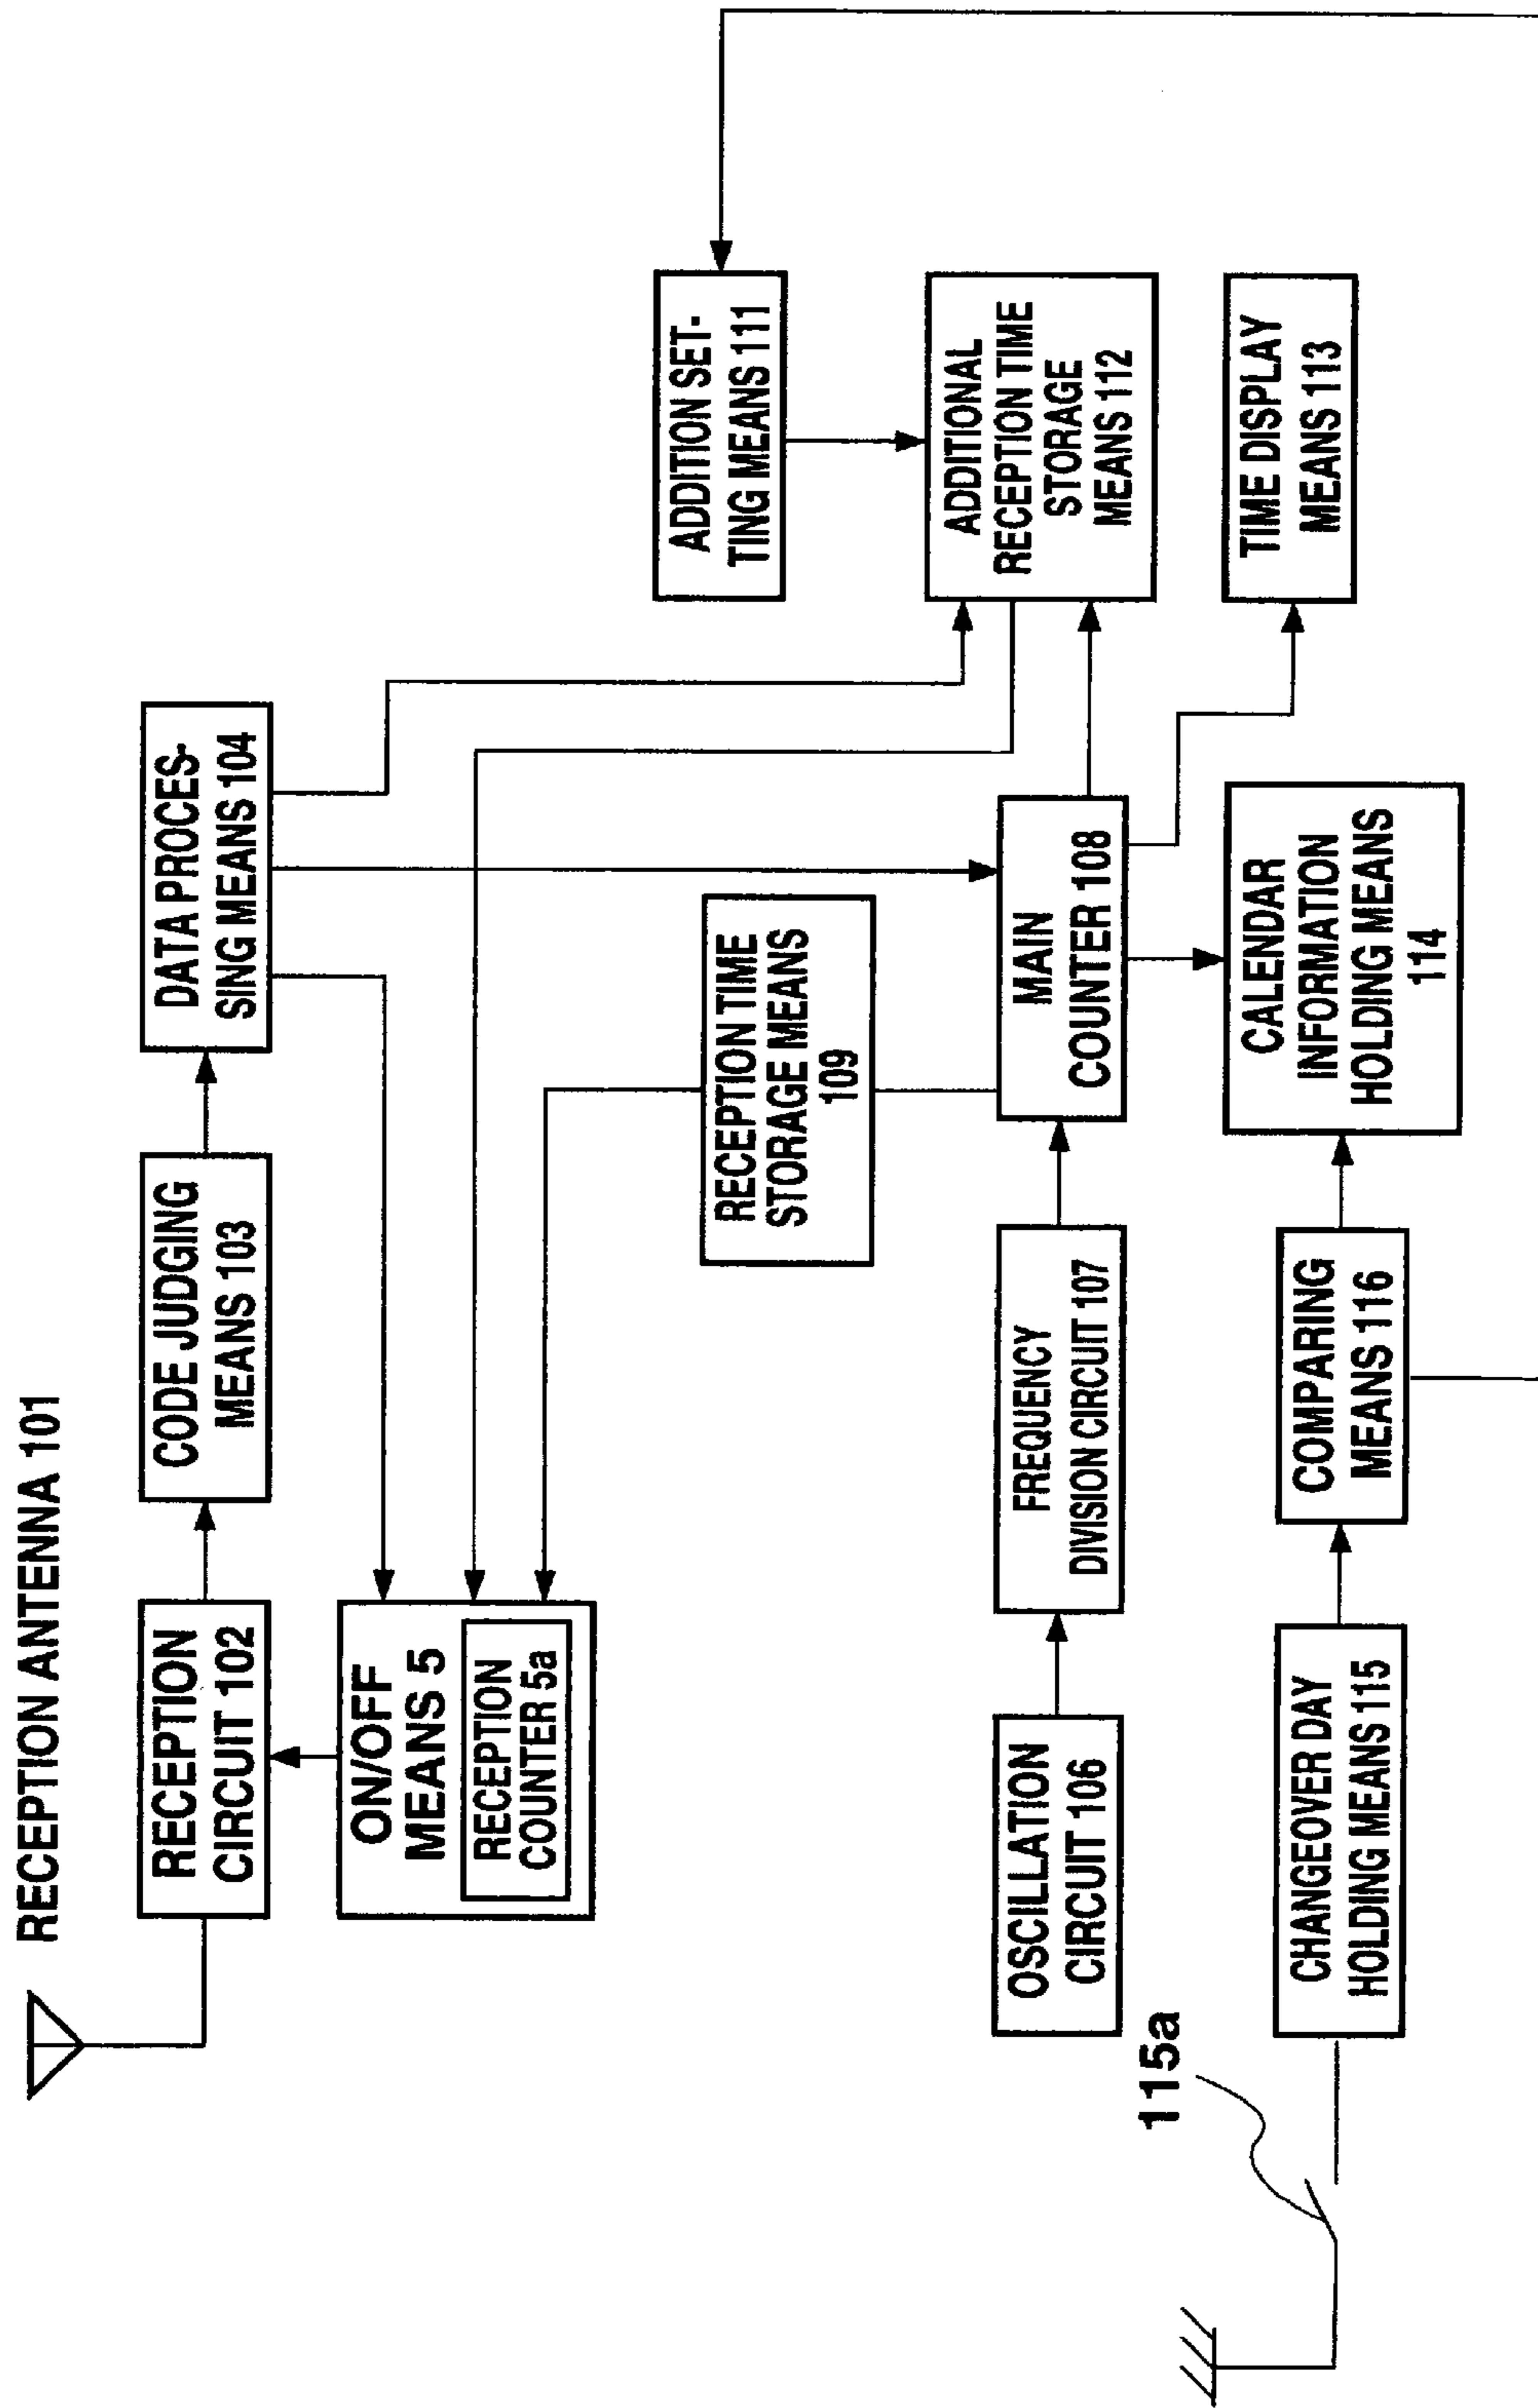 RECEPTION ANTENNA 101
RECEPTION
CIRCUIT 102
CODE JUDGING
MEANS 103
DATA PROCES-
SING MEANS 104
ON/OFF
MEANS 5
RECEPTION
COUNTER 5a
RECEPTION TIME
STORAGE MEANS
109
ADDITION SET-
TING MEANS 111
ADDITIONAL
RECEPTION TIME
STORAGE
MEANS 112
OSCILLATION
CIRCUIT 106
FREQUENCY
DIVISION CIRCUIT 107
MAIN
COUNTER 108
TIME DISPLAY
MEANS 113
115a
CHANGEOVER DAY
HOLDING MEANS 115
COMPARING
MEANS 116
CALENDAR
INFORMATION
HOLDING MEANS
114